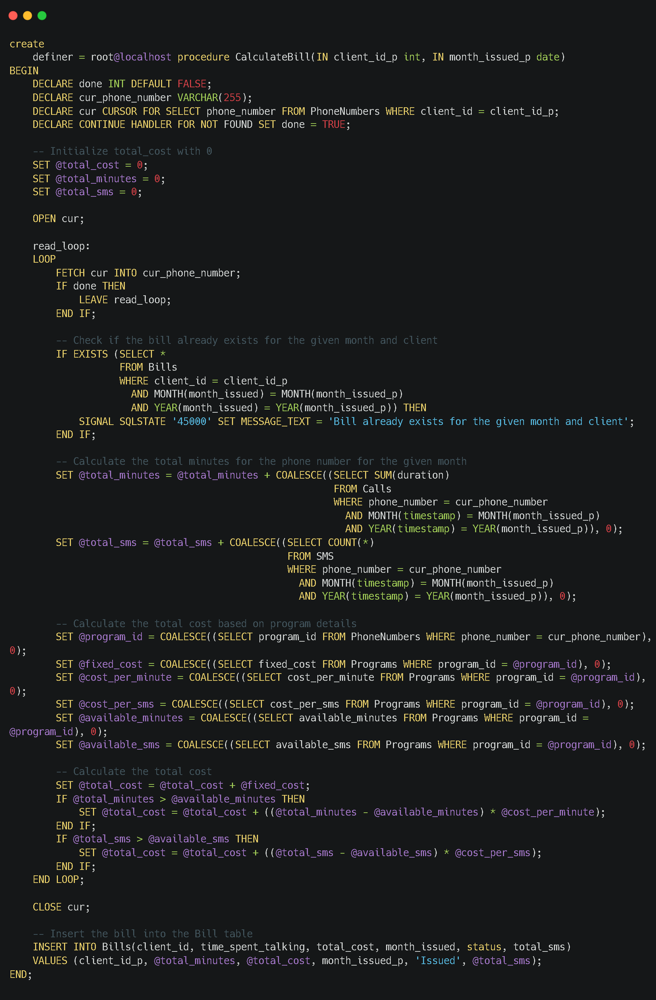 create
    definer = root@localhost procedure CalculateBill(IN client_id_p int, IN month_issued_p date)
BEGIN
    DECLARE done INT DEFAULT FALSE;
    DECLARE cur_phone_number VARCHAR(255);
    DECLARE cur CURSOR FOR SELECT phone_number FROM PhoneNumbers WHERE client_id = client_id_p;
    DECLARE CONTINUE HANDLER FOR NOT FOUND SET done = TRUE;

    -- Initialize total_cost with 0
    SET @total_cost = 0;
    SET @total_minutes = 0;
    SET @total_sms = 0;

    OPEN cur;

    read_loop:
    LOOP
        FETCH cur INTO cur_phone_number;
        IF done THEN
            LEAVE read_loop;
        END IF;

        -- Check if the bill already exists for the given month and client
        IF EXISTS (SELECT *
                   FROM Bills
                   WHERE client_id = client_id_p
                     AND MONTH(month_issued) = MONTH(month_issued_p)
                     AND YEAR(month_issued) = YEAR(month_issued_p)) THEN
            SIGNAL SQLSTATE '45000' SET MESSAGE_TEXT = 'Bill already exists for the given month and client';
        END IF;

        -- Calculate the total minutes for the phone number for the given month
        SET @total_minutes = @total_minutes + COALESCE((SELECT SUM(duration)
                                                        FROM Calls
                                                        WHERE phone_number = cur_phone_number
                                                          AND MONTH(timestamp) = MONTH(month_issued_p)
                                                          AND YEAR(timestamp) = YEAR(month_issued_p)), 0);
        SET @total_sms = @total_sms + COALESCE((SELECT COUNT(*)
                                                FROM SMS
                                                WHERE phone_number = cur_phone_number
                                                  AND MONTH(timestamp) = MONTH(month_issued_p)
                                                  AND YEAR(timestamp) = YEAR(month_issued_p)), 0);

        -- Calculate the total cost based on program details
        SET @program_id = COALESCE((SELECT program_id FROM PhoneNumbers WHERE phone_number = cur_phone_number),
0);
        SET @fixed_cost = COALESCE((SELECT fixed_cost FROM Programs WHERE program_id = @program_id), 0);
        SET @cost_per_minute = COALESCE((SELECT cost_per_minute FROM Programs WHERE program_id = @program_id),
0);
        SET @cost_per_sms = COALESCE((SELECT cost_per_sms FROM Programs WHERE program_id = @program_id), 0);
        SET @available_minutes = COALESCE((SELECT available_minutes FROM Programs WHERE program_id =
@program_id), 0);
        SET @available_sms = COALESCE((SELECT available_sms FROM Programs WHERE program_id = @program_id), 0);

        -- Calculate the total cost
        SET @total_cost = @total_cost + @fixed_cost;
        IF @total_minutes > @available_minutes THEN
            SET @total_cost = @total_cost + ((@total_minutes - @available_minutes) * @cost_per_minute);
        END IF;
        IF @total_sms > @available_sms THEN
            SET @total_cost = @total_cost + ((@total_sms - @available_sms) * @cost_per_sms);
        END IF;
    END LOOP;

    CLOSE cur;

    -- Insert the bill into the Bill table
    INSERT INTO Bills(client_id, time_spent_talking, total_cost, month_issued, status, total_sms)
    VALUES (client_id_p, @total_minutes, @total_cost, month_issued_p, 'Issued', @total_sms);
END;